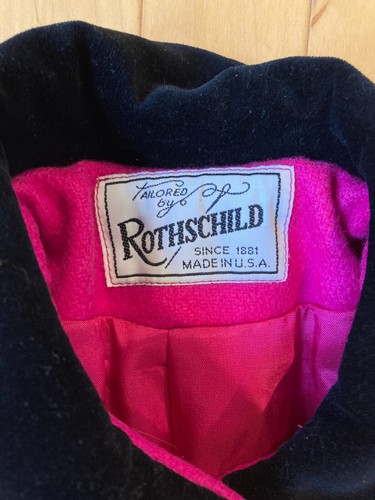 TAILORED
by
ROTHSCHILD
SINCE 1881
MADE IN U.S.A.